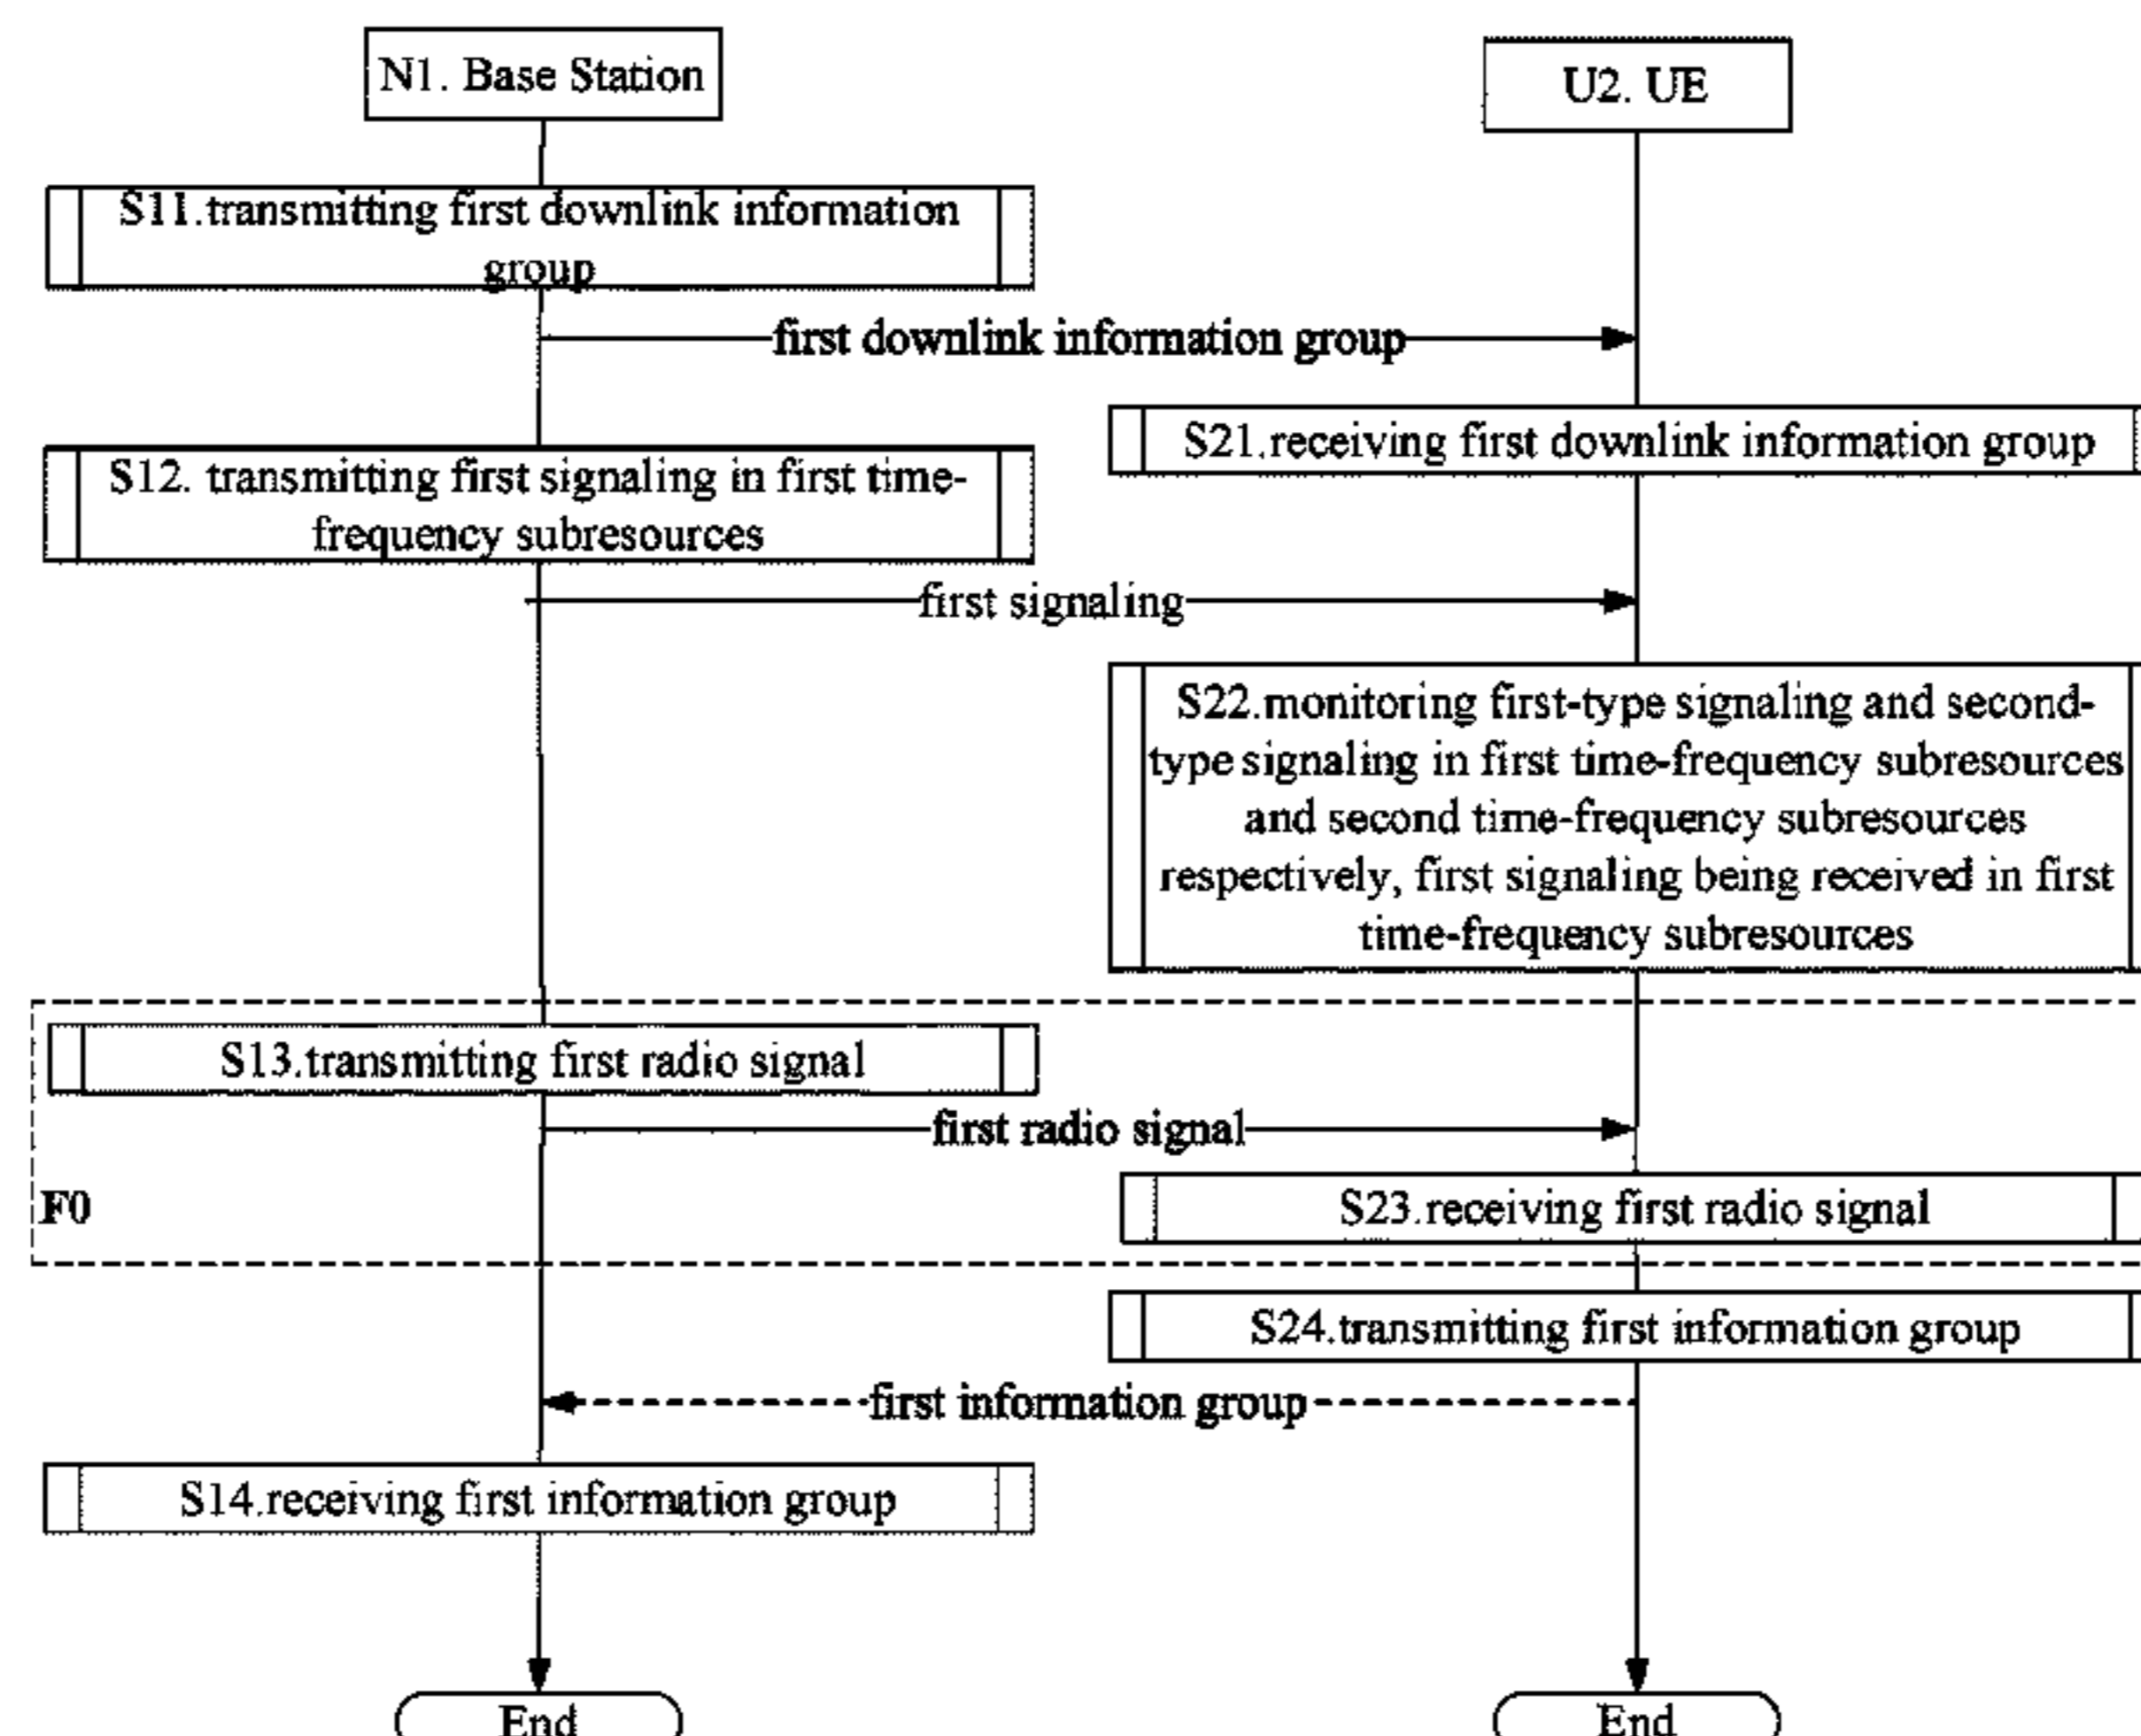 N1. Base Station
U2. UE
S11.transmitting first downlink information
group
first downlink information group
S21.receiving first downlink information group
S12. transmitting first signaling in first time-
frequency subresources
first signaling
S22.monitoring first-type signaling and second-
type signaling in first time-frequency subresources
and second time-frequency subresources
respectively, first signaling being received in first
time-frequency subresources
S13.transmitting first radio signal
first radio signal
F0
S23.receiving first radio signal
S24.transmitting first information group
first information group
S14.receiving first information group
End
End